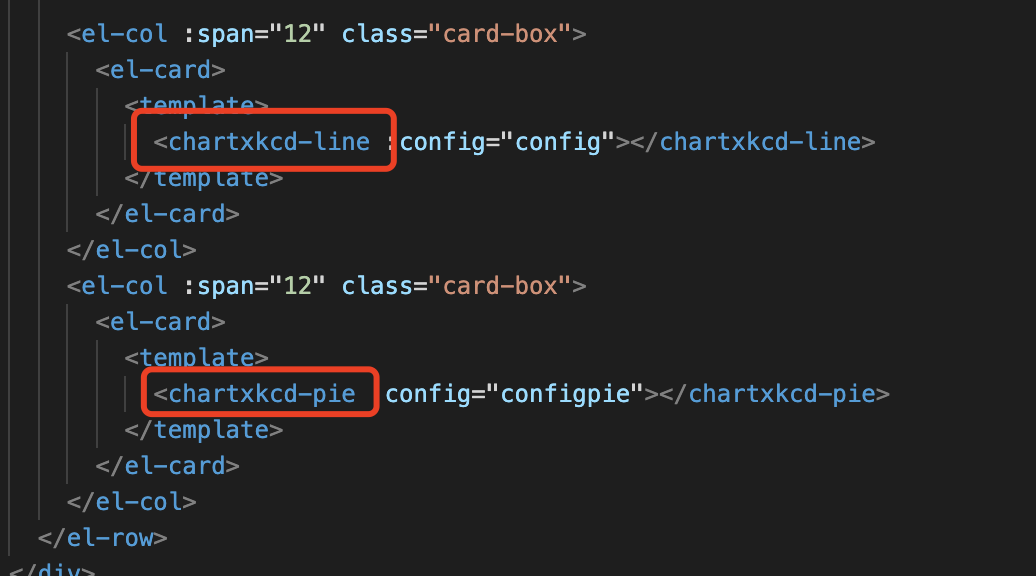 <el-col :span="12" class="card-box">
<el-card>
<template>
<chartxkcd-line :config="config"></chartxkcd-line>
</template>
</el-card>
</el-col>
<el-col :span="12" class="card-box">
<el-card>
<template>
<chartxkcd-pie config="configpie"></chartxkcd-pie>
</template>
</el-card>
</el-col>
</el-row>
</div>